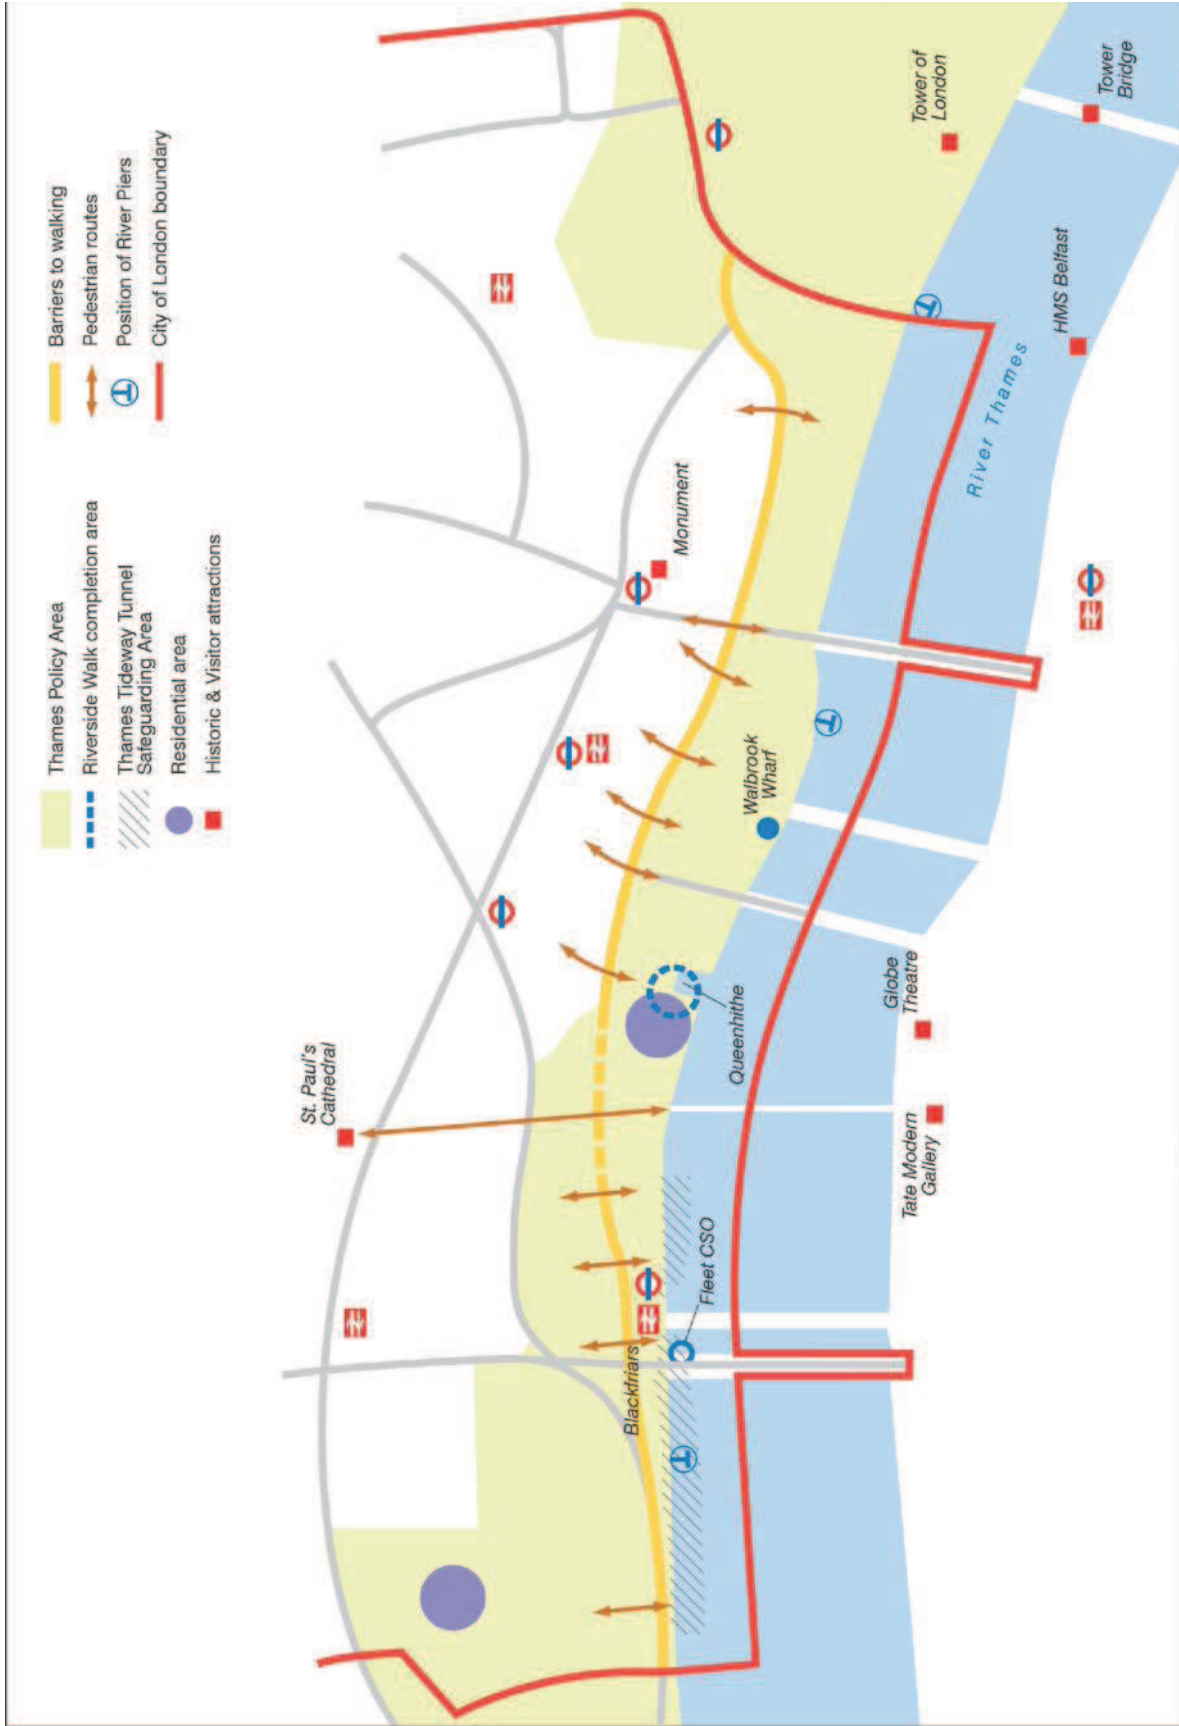 Thames Policy Area
Riverside Walk completion area
Thames Tideway Tunnel
Safeguarding Area
Residential area
Historic & Visitor attractions
Barriers to walking
Pedestrian routes
T
Position of River Piers
City of London boundary
St. Paul's
Cathedral
Monument
Blackfriars
Fleet CSO
Queenhithe
Walbrook
Wharf
Tower of
London
Tower
Bridge
T
T
T
River Thames
HMS Belfast
Globe
Theatre
Tate Modern
Gallery